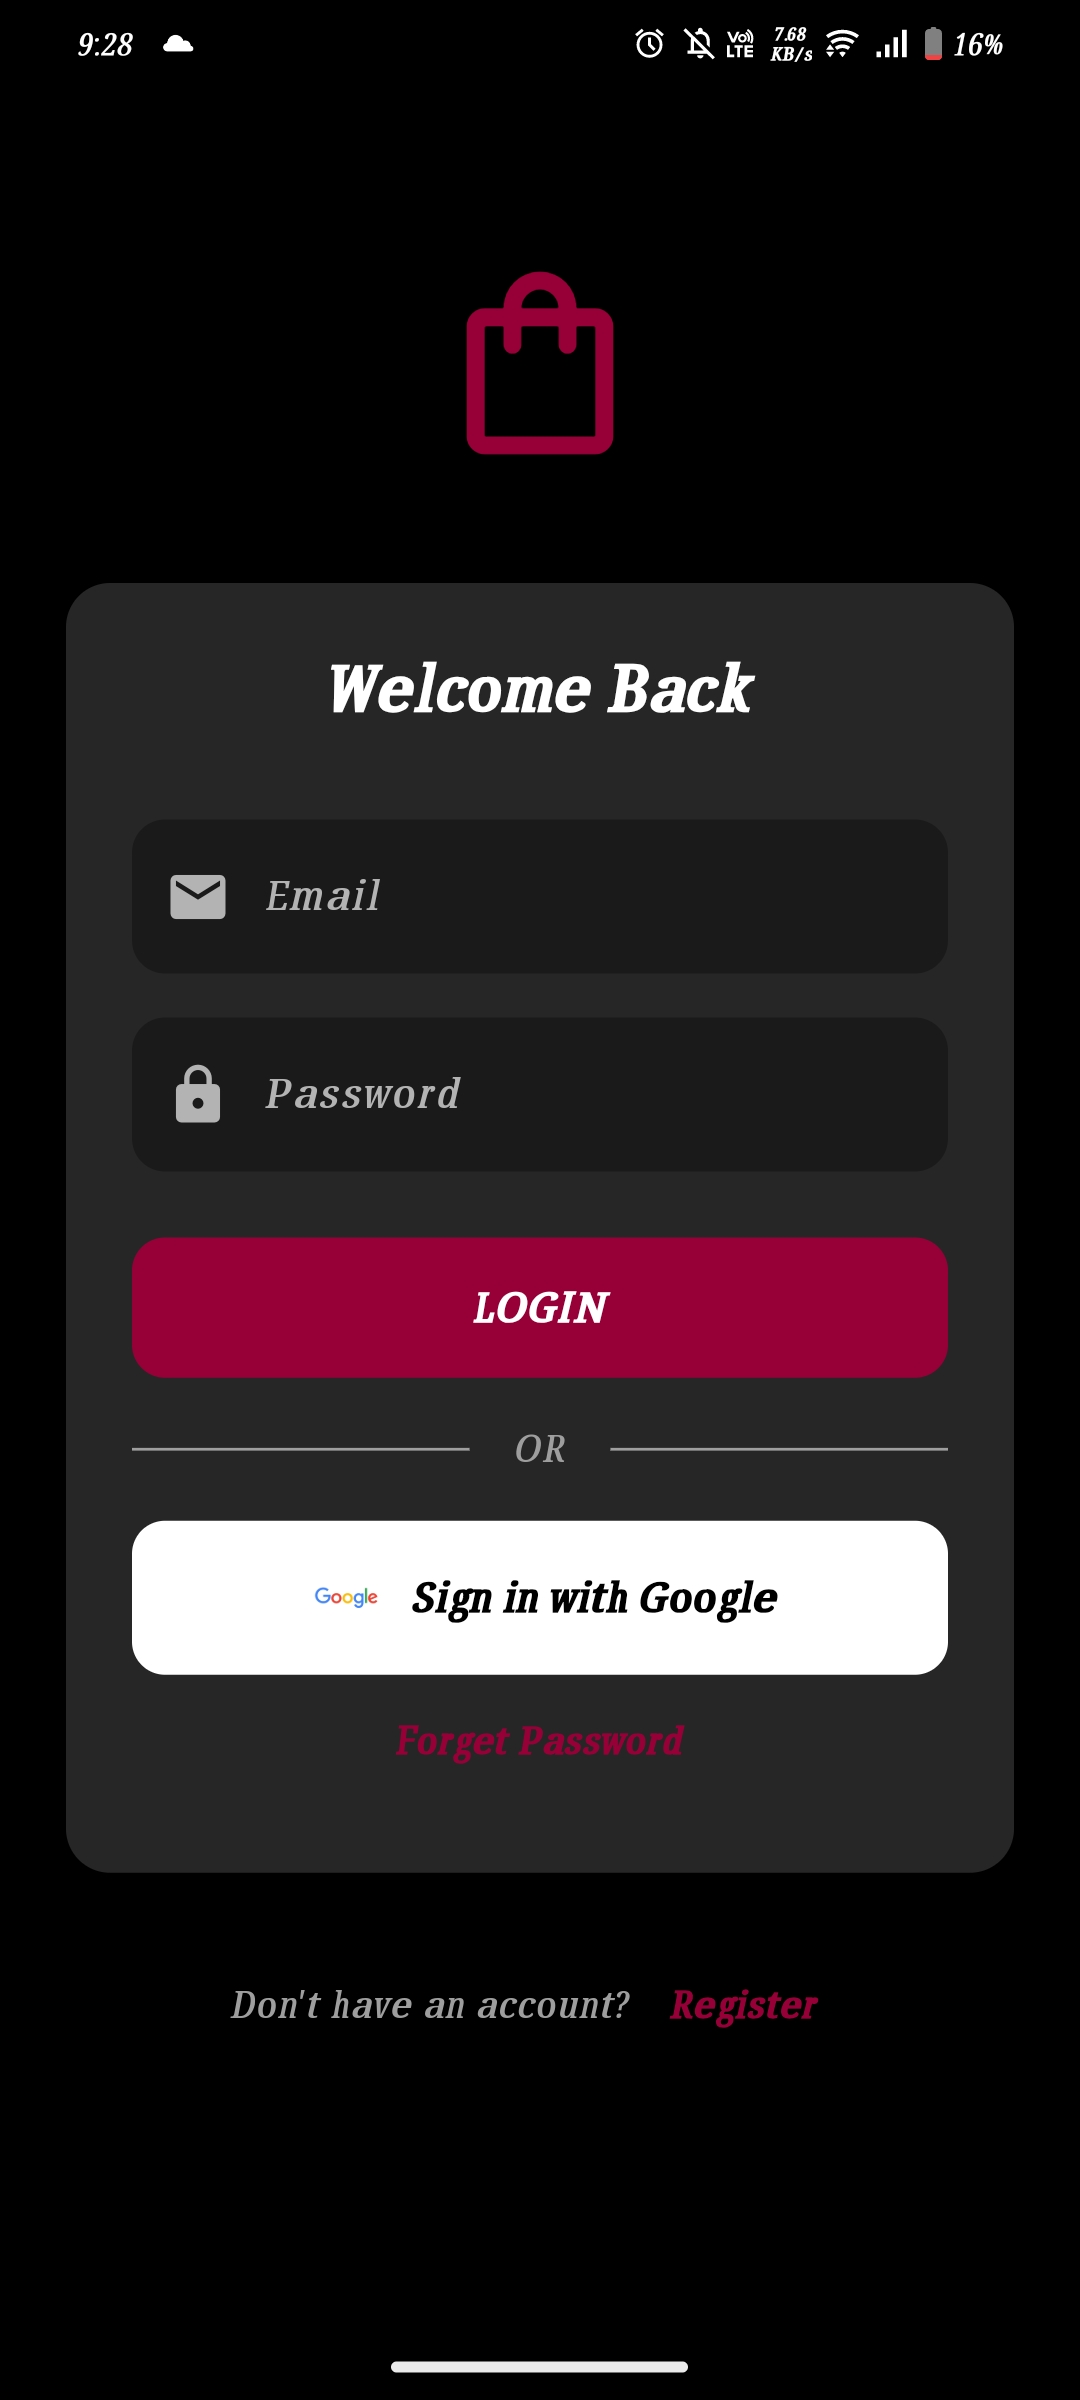 9:28 Vo LTE 7.68 KB/s 16%
Welcome Back
Email
Password
LOGIN
OR
Google Sign in with Google
Forget Password
Don't have an account? Register